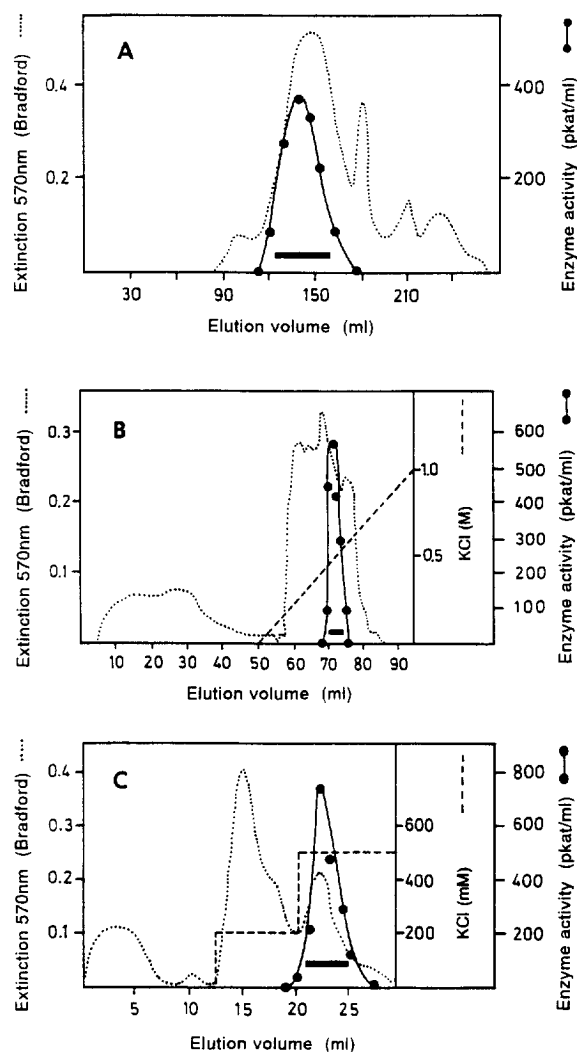 A
Extinction 570nm (Bradford)
0.4
0.2
400
200
Enzyme activity (pkat/ml)
30 90 150 210
Elution volume (ml)
B
Extinction 570nm (Bradford)
0.3
0.2
0.1
1.0
0.5
KCl (M)
600
500
400
300
200
100
Enzyme activity (pkat/ml)
10 20 30 40 50 60 70 80 90
Elution volume (ml)
C
Extinction 570nm (Bradford)
0.4
0.3
0.2
0.1
600
400
200
KCl (mM)
800
600
400
200
Enzyme activity (pkat/ml)
5 10 15 20 25
Elution volume (ml)